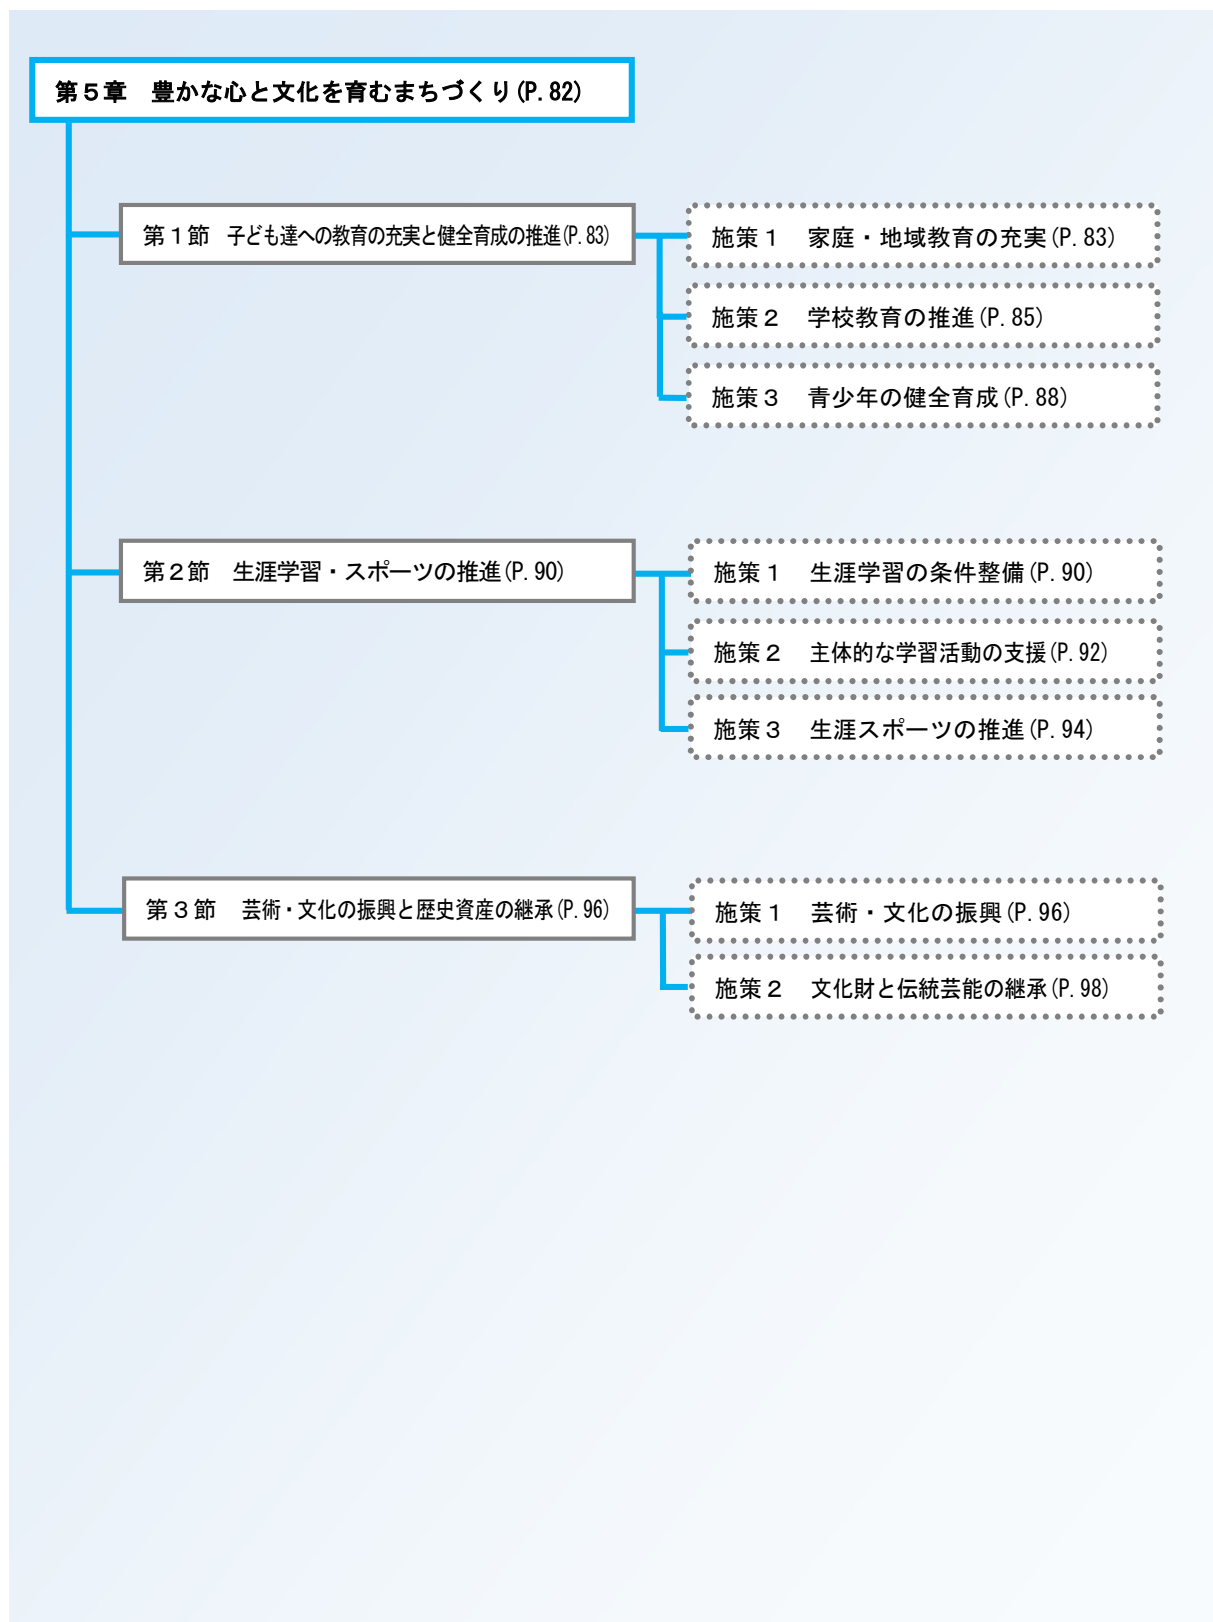 第５章　豊かな心と文化を育むまちづくり(P.82)
第１節　子ども達への教育の充実と健全育成の推進(P.83)
施策１　家庭・地域教育の充実(P.83)
施策２　学校教育の推進(P.85)
施策３　青少年の健全育成(P.88)
第２節　生涯学習・スポーツの推進(P.90)
施策１　生涯学習の条件整備(P.90)
施策２　主体的な学習活動の支援(P.92)
施策３　生涯スポーツの推進(P.94)
第３節　芸術・文化の振興と歴史資産の継承(P.96)
施策１　芸術・文化の振興(P.96)
施策２　文化財と伝統芸能の継承(P.98)